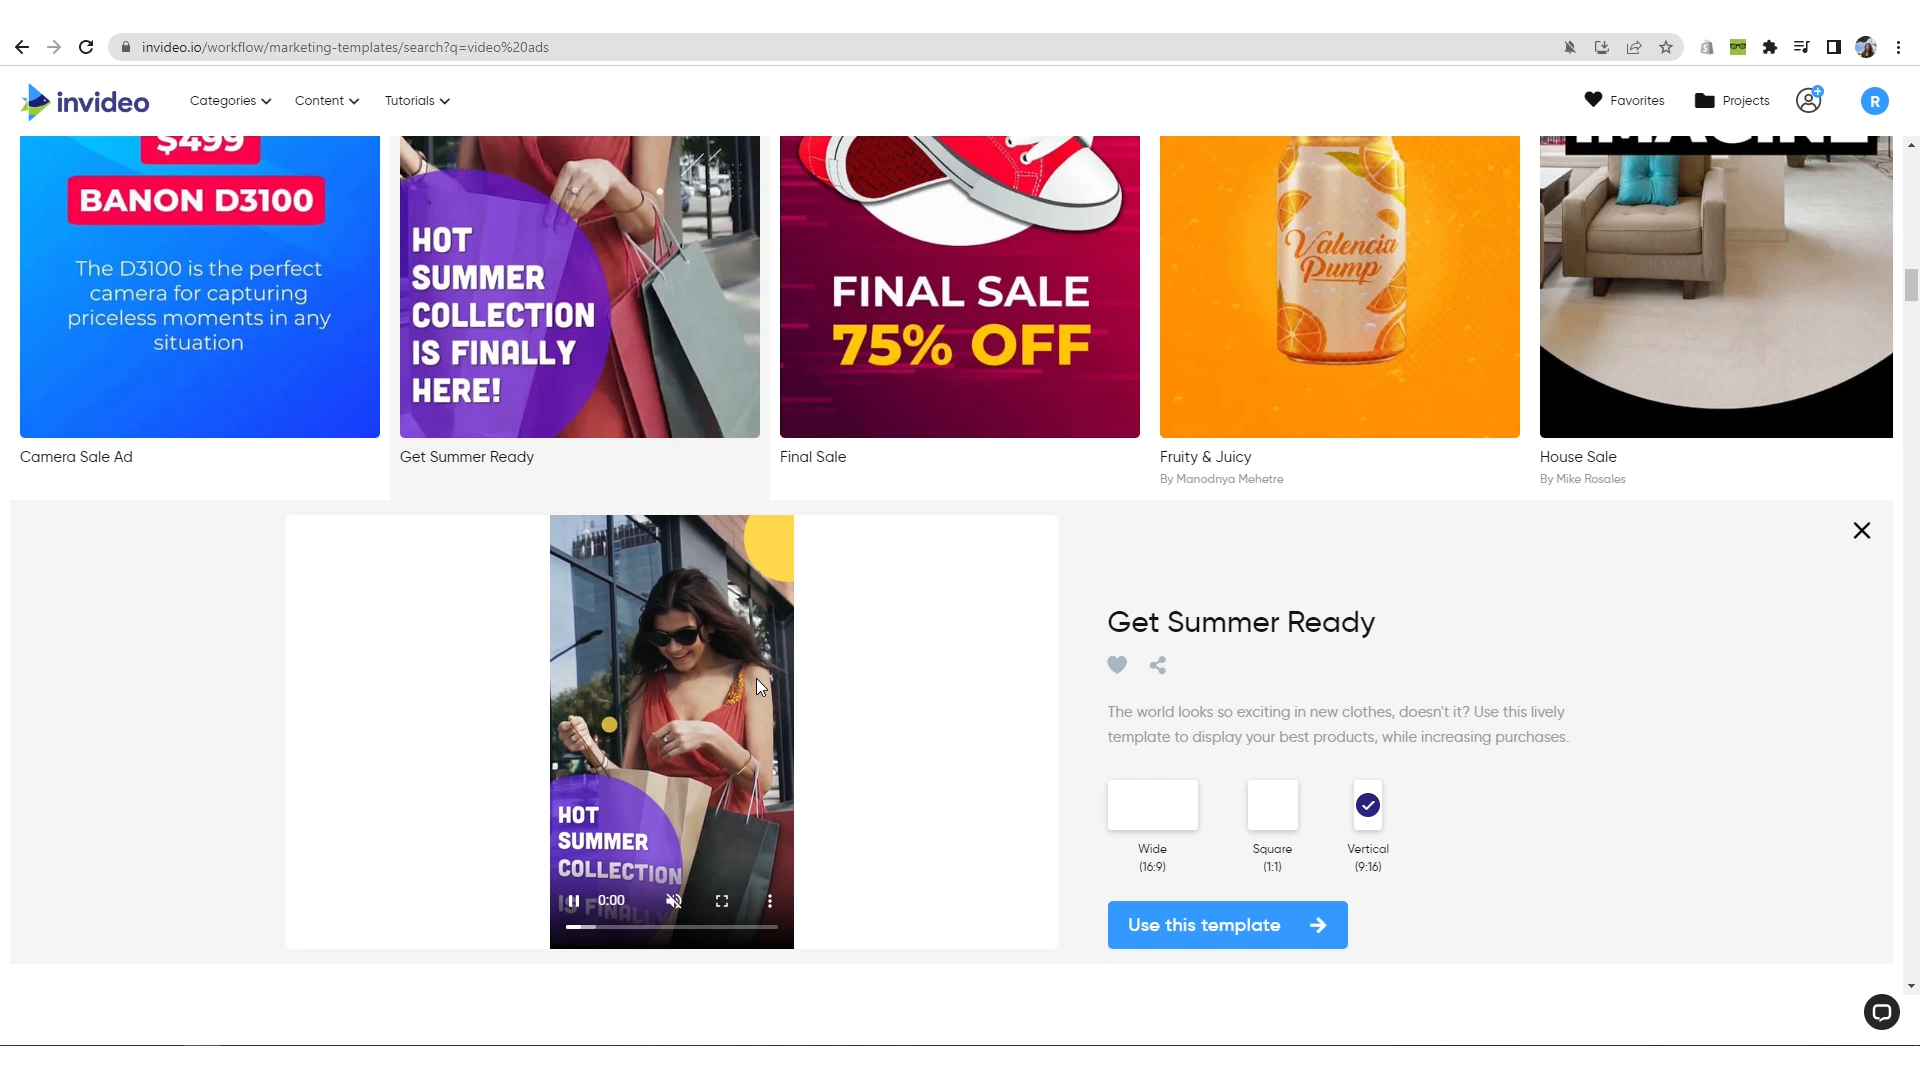 invideo.io/workflow/marketing-templates/search?q=video%20ads
invideo
Categories
Content
Tutorials
Favorites
Projects
R
$499
BANON D3100
The D3100 is the perfect
camera for capturing
priceless moments in any
situation
HOT
SUMMER
COLLECTION
IS FINALLY
HERE!
FINAL SALE
75% OFF
Valencia
Pump
IMAGINE
Camera Sale Ad
Get Summer Ready
Final Sale
Fruity & Juicy
By Manodnya Mehetre
House Sale
By Mike Rosales
HOT
SUMMER
COLLECTION
IS FINALLY
0:00
Get Summer Ready
The world looks so exciting in new clothes, doesn't it? Use this lively
template to display your best products, while increasing purchases.
Wide
(16:9)
Square
(1:1)
Vertical
(9:16)
Use this template